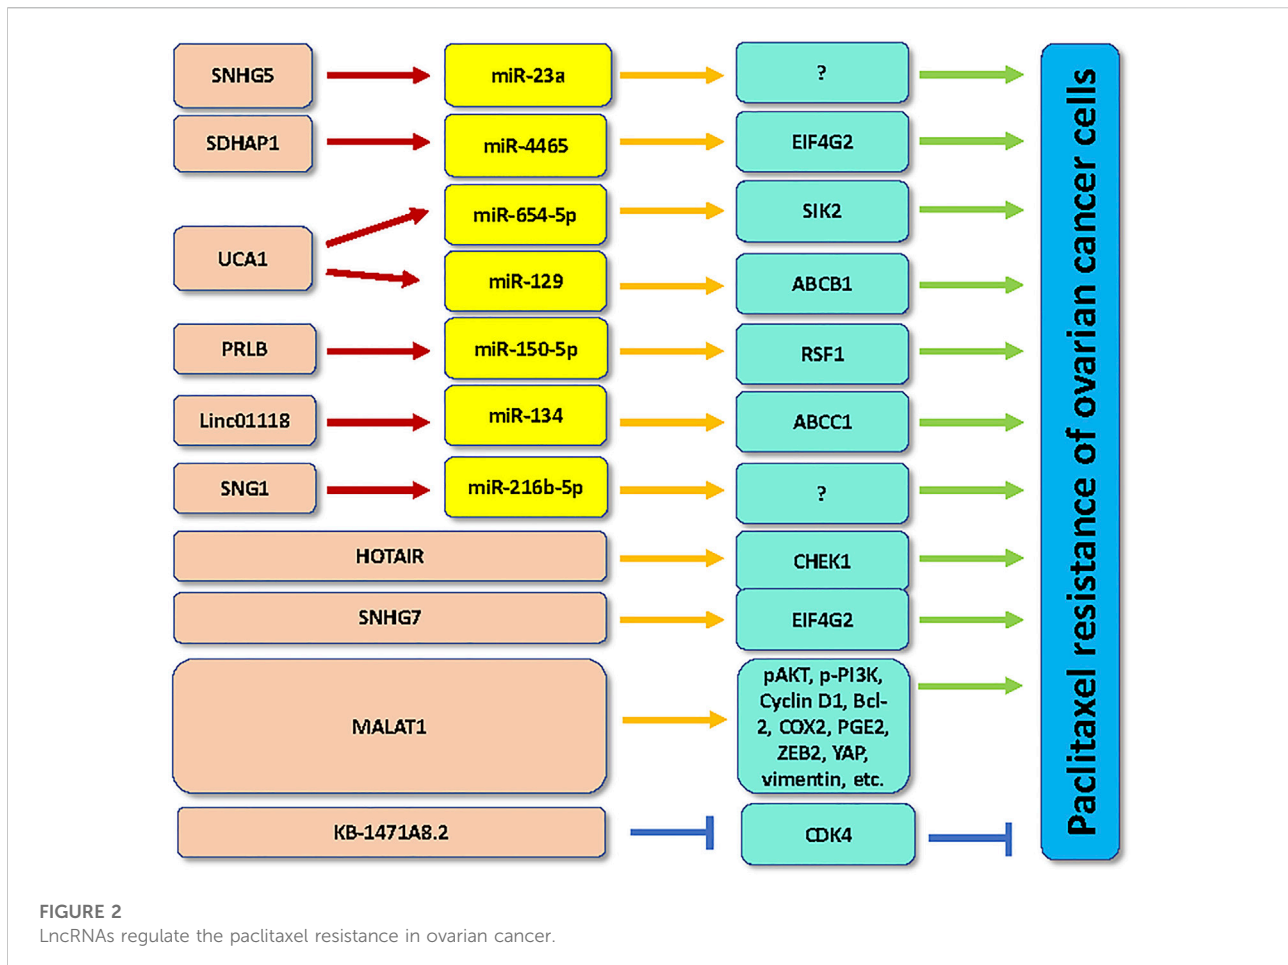 SNHG5
miR-23a
?
SDHAP1
miR-4465
EIF4G2
UCA1
miR-654-5p
SIK2
miR-129
ABCB1
PRLB
miR-150-5p
RSF1
Linc01118
miR-134
ABCC1
SNG1
miR-216b-5p
?
HOTAIR
CHEK1
SNHG7
EIF4G2
MALAT1
pAKT, p-PI3K,
Cyclin D1, Bcl-
2, COX2, PGE2,
ZEB2, YAP,
vimentin, etc.
KB-1471A8.2
CDK4
Paclitaxel resistance of ovarian cancer cells
FIGURE 2
LncRNAs regulate the paclitaxel resistance in ovarian cancer.